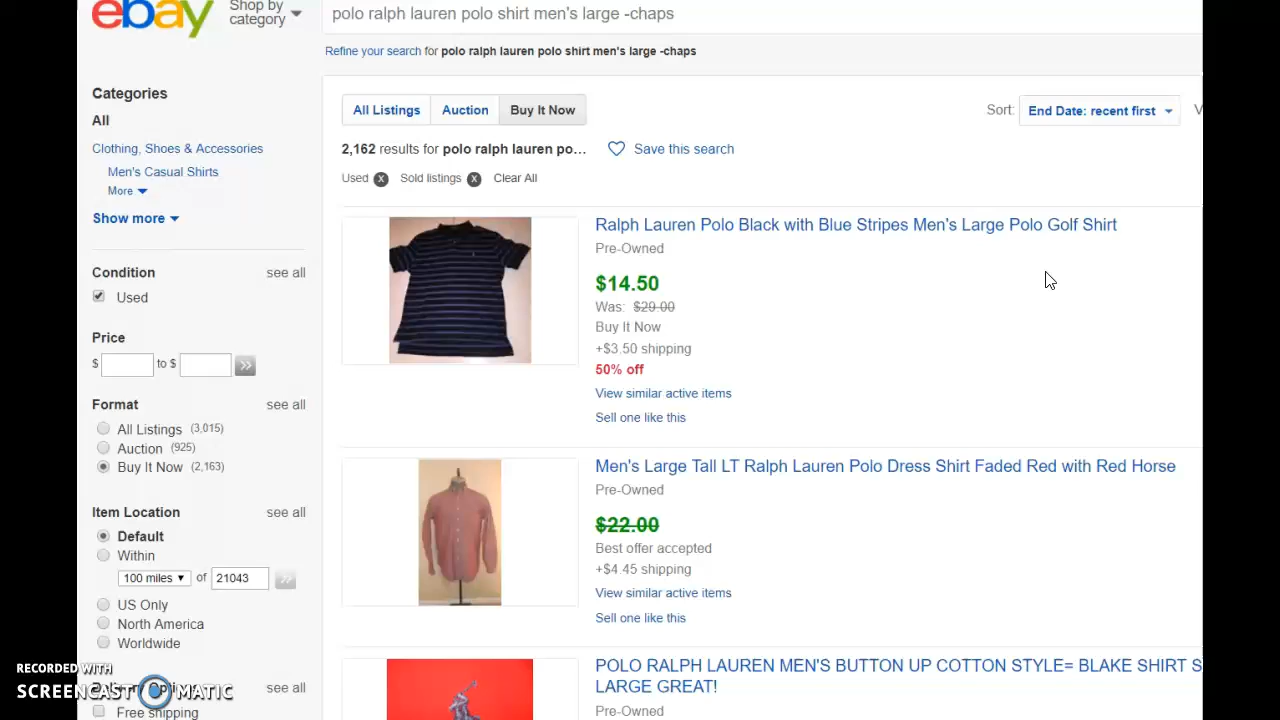 ebay
Shop by
category
polo ralph lauren polo shirt men's large -chaps
Refine your search for polo ralph lauren polo shirt men's large -chaps
Categories
All
Clothing, Shoes & Accessories
Men's Casual Shirts
More
Show more
Condition see all
Used
Price
$ to $
Format see all
All Listings (3,015)
Auction (925)
Buy It Now (2,163)
Item Location see all
Default
Within
100 miles of 21043
US Only
North America
Worldwide
see all
Free shipping
All Listings Auction Buy It Now
Sort: End Date: recent first V
2,162 results for polo ralph lauren po... Save this search
Used X Sold listings X Clear All
Ralph Lauren Polo Black with Blue Stripes Men's Large Polo Golf Shirt
Pre-Owned
$14.50
Was: $29.00
Buy It Now
+$3.50 shipping
50% off
View similar active items
Sell one like this
Men's Large Tall LT Ralph Lauren Polo Dress Shirt Faded Red with Red Horse
Pre-Owned
$22.00
Best offer accepted
+$4.45 shipping
View similar active items
Sell one like this
POLO RALPH LAUREN MEN'S BUTTON UP COTTON STYLE= BLAKE SHIRT S
LARGE GREAT!
Pre-Owned
RECORDED WITH
SCREENCAST MATIC